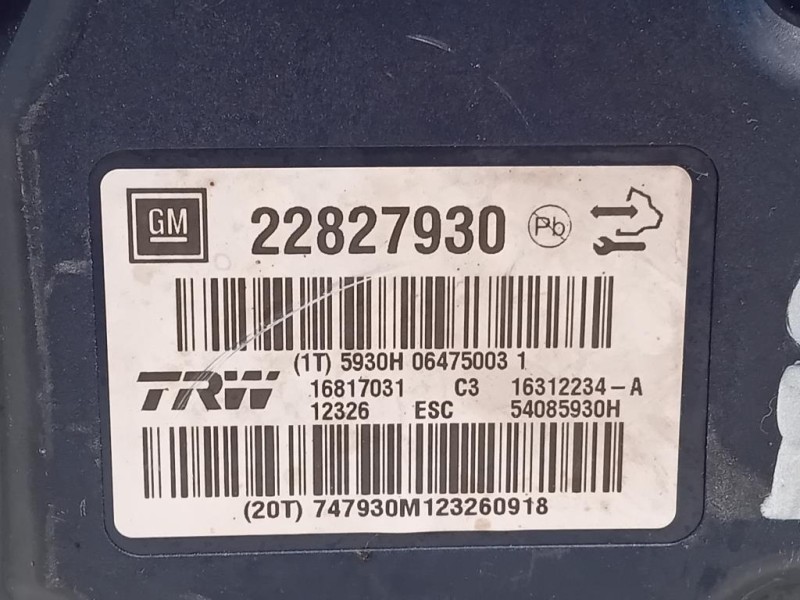 GM 22827930 Pb
(1T) 5930H 06475003 1
TRW 16817031 C3 16312234-A
12326 ESC 54085930H
(20T) 747930M123260918